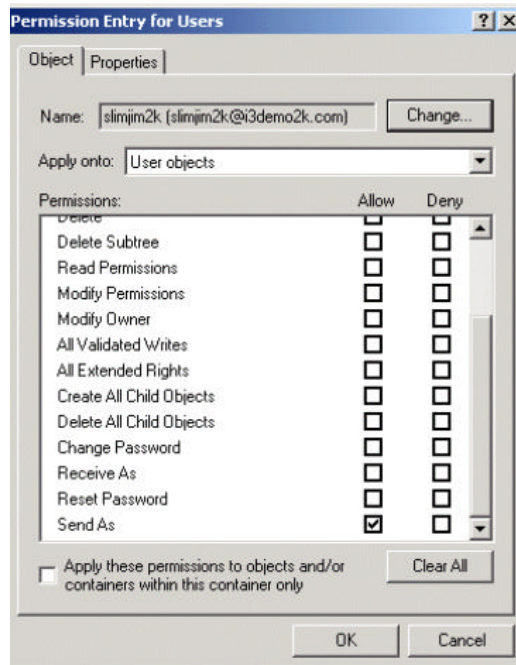 Permission Entry for Users
Object Properties
Name: slimjim2k (slimjim2k@i3demo2k.com) Change...
Apply onto: User objects
Permissions: Allow Deny
Delete
Delete Subtree
Read Permissions
Modify Permissions
Modify Owner
All Validated Writes
All Extended Rights
Create All Child Objects
Delete All Child Objects
Change Password
Receive As
Reset Password
Send As
Apply these permissions to objects and/or Clear All
containers within this container only
OK Cancel